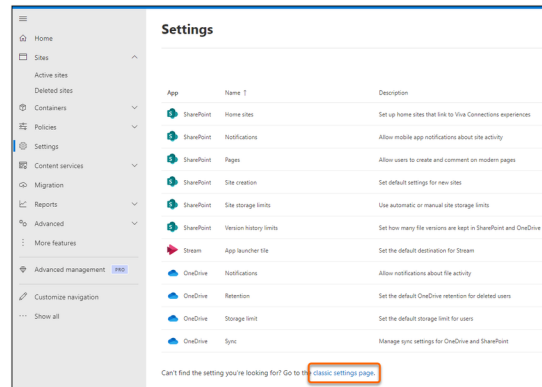 Settings
Home
Sites
Active sites
Deleted sites
Containers
Policies
Settings
Content services
Migration
Reports
Advanced
More features
Advanced management PRO
Customize navigation
Show all
App Name ↑ Description
SharePoint Home sites Set up home sites that link to Viva Connections experiences
SharePoint Notifications Allow mobile app notifications about site activity
SharePoint Pages Allow users to create and comment on modern pages
SharePoint Site creation Set default settings for new sites
SharePoint Site storage limits Use automatic or manual site storage limits
SharePoint Version history limits Set how many file versions are kept in SharePoint and OneDrive
Stream App launcher tile Set the default destination for Stream
OneDrive Notifications Allow notifications about file activity
OneDrive Retention Set the default OneDrive retention for deleted users
OneDrive Storage limit Set the default storage limit for users
OneDrive Sync Manage sync settings for OneDrive and SharePoint
Can't find the setting you're looking for? Go to the classic settings page.